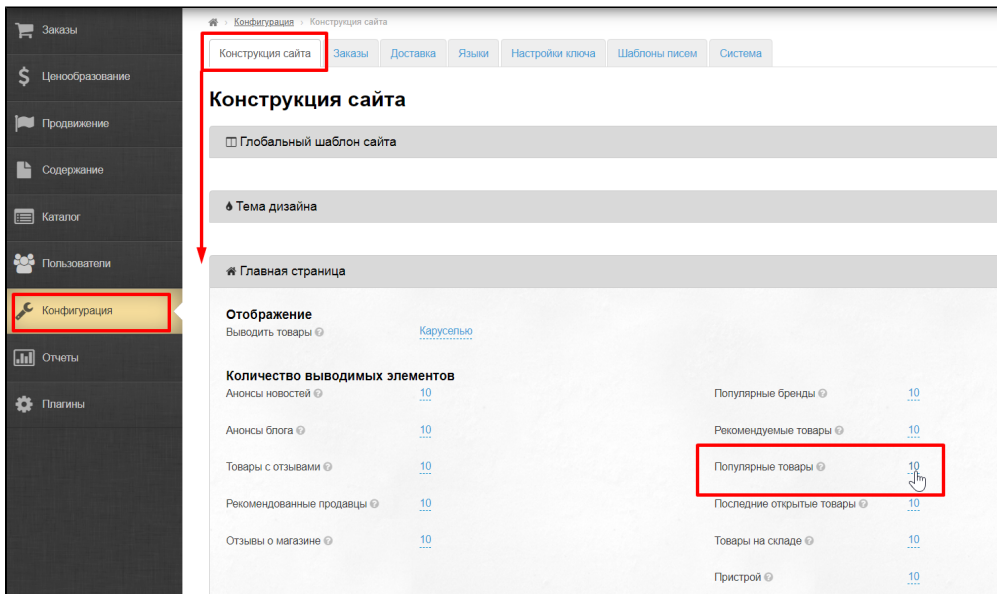 Заказы
Ценообразование
Продвижение
Содержание
Каталог
Пользователи
Конфигурация
Отчеты
Плагины
Конфигурация > Конструкция сайта
Конструкция сайта Заказы Доставка Языки Настройки ключа Шаблоны писем Система
Конструкция сайта
Глобальный шаблон сайта
Тема дизайна
Главная страница
Отображение
Выводить товары Каруселью
Количество выводимых элементов
Анонсы новостей 10 Популярные бренды 10
Анонсы блога 10 Рекомендуемые товары 10
Товары с отзывами 10 Популярные товары 10
Рекомендованные продавцы 10 Последние открытые товары 10
Отзывы о магазине 10 Товары на складе 10
Пристрой 10